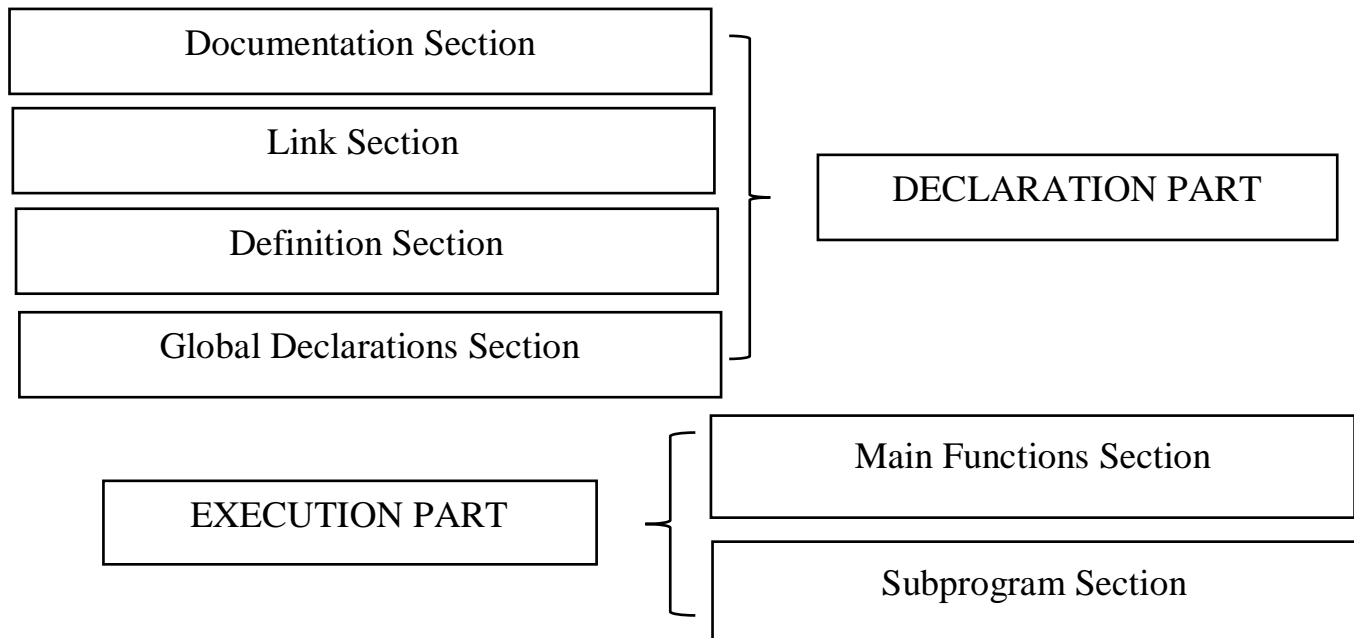 Documentation Section
Link Section
DECLARATION PART
Definition Section
Global Declarations Section
Main Functions Section
EXECUTION PART
Subprogram Section